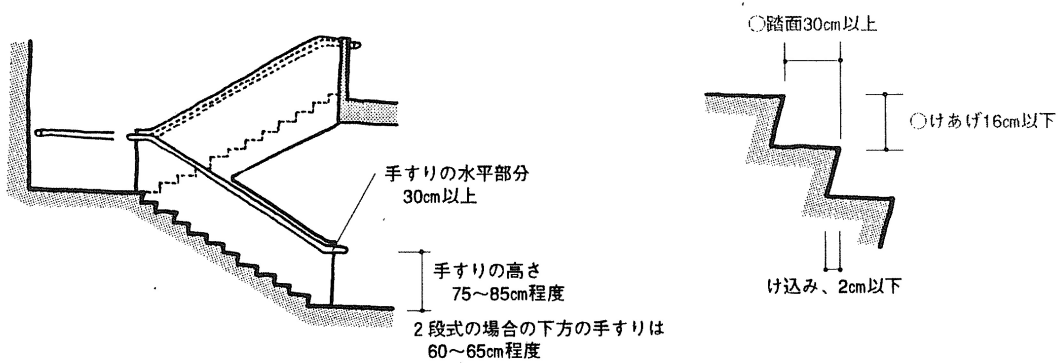 手すりの水平部分
30cm以上
手すりの高さ
75〜85cm程度
2段式の場合の下方の手すりは
60〜65cm程度
○踏面30cm以上
○けあげ16cm以下
け込み、2cm以下